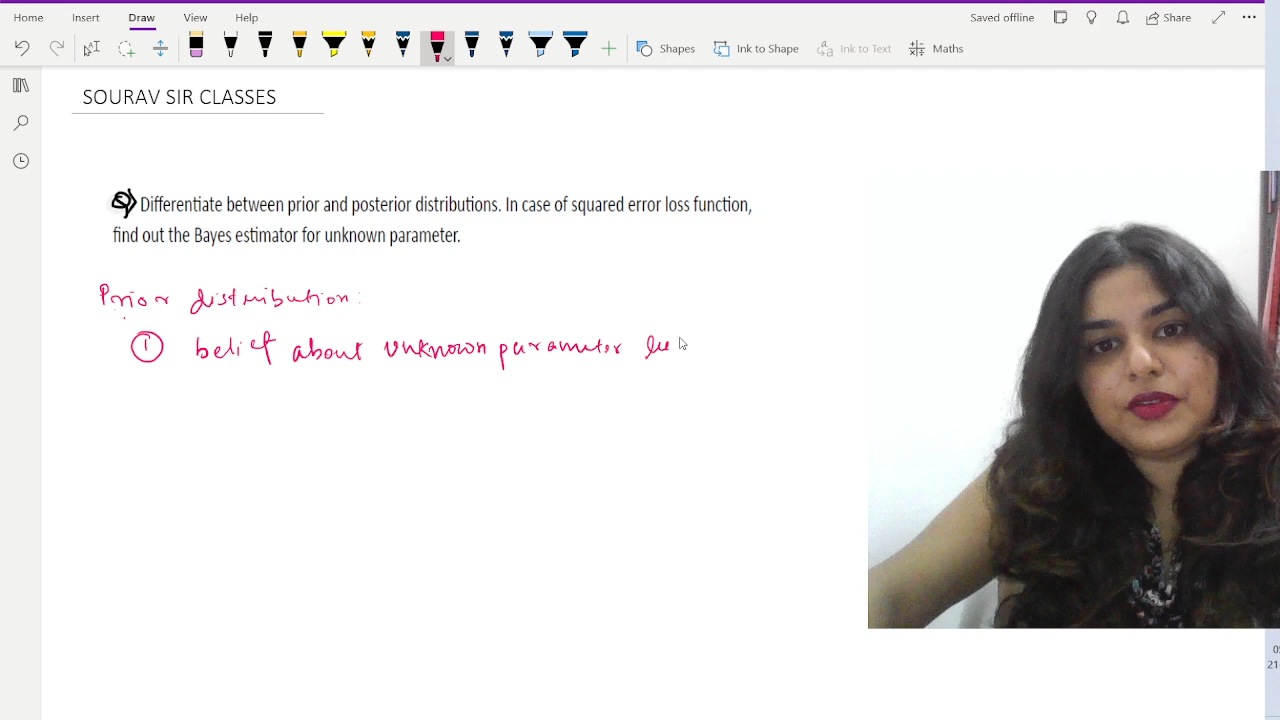 Home Insert Draw View Help Saved offline Share
Shapes Ink to Shape Ink to Text Maths
SOURAV SIR CLASSES
Q) Differentiate between prior and posterior distributions. In case of squared error loss function,
find out the Bayes estimator for unknown parameter.
Prior distribution:
① belief about unknown parameter